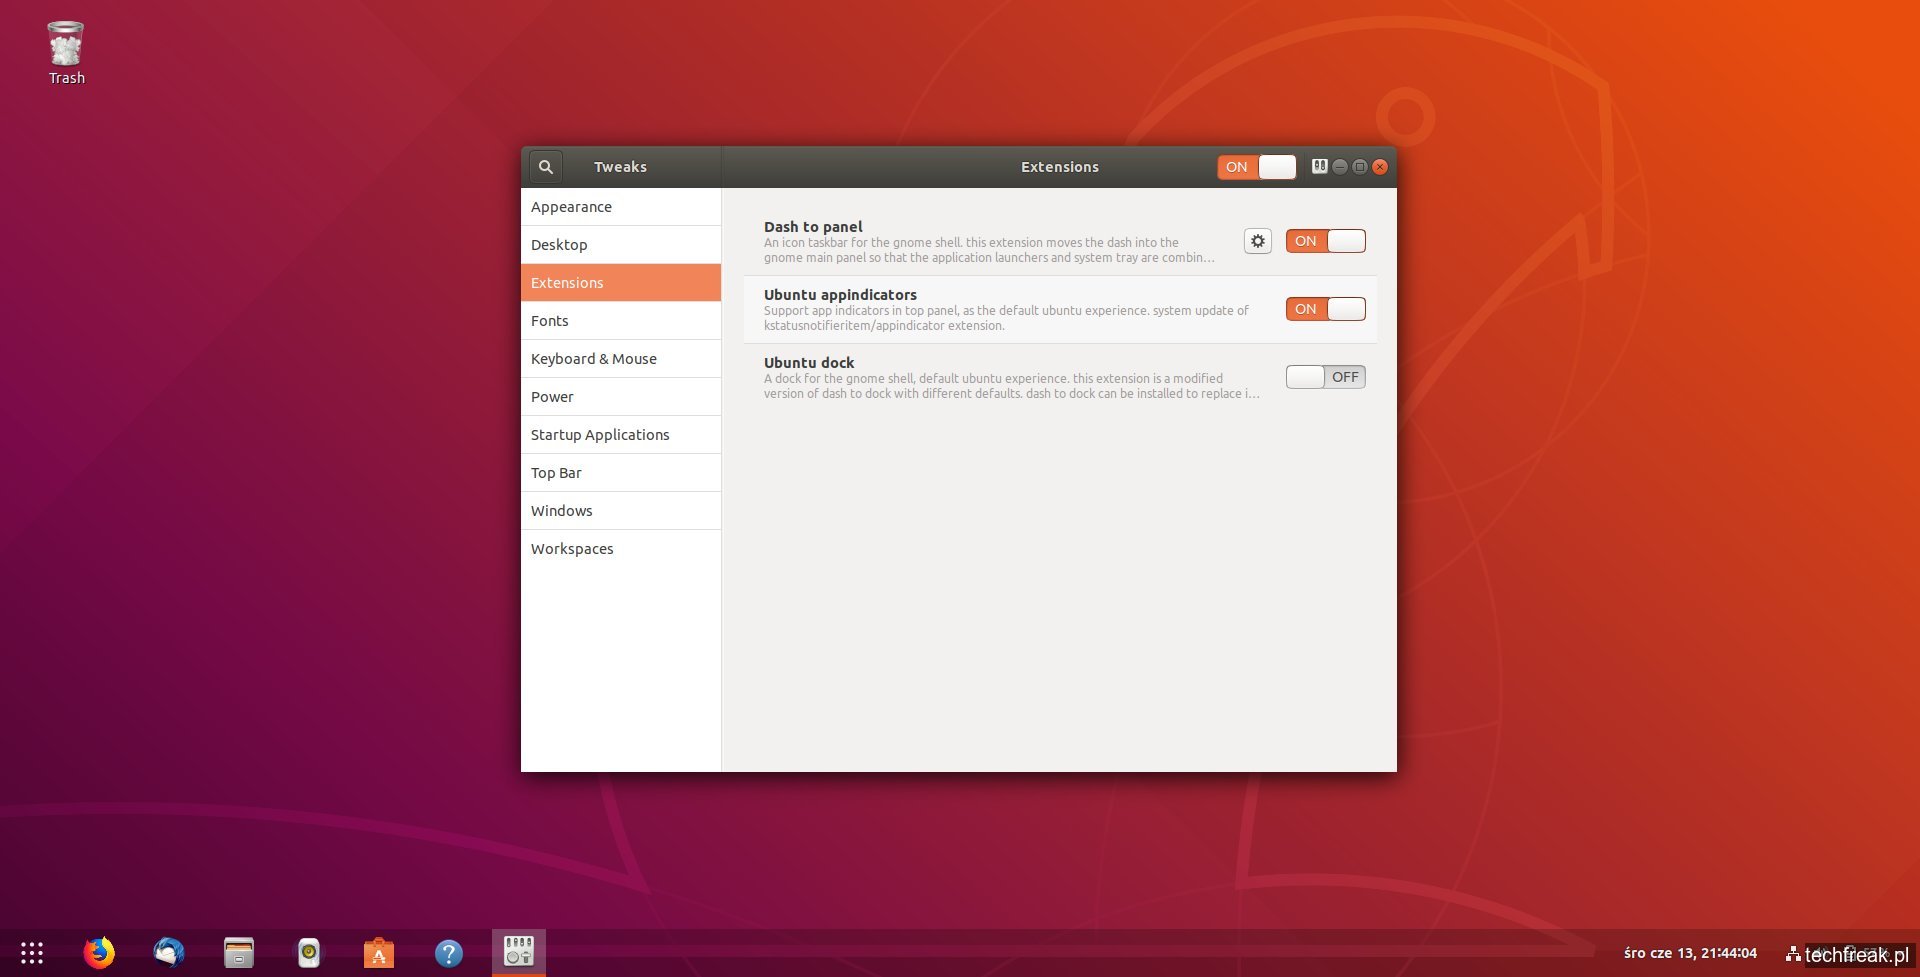 Trash
Tweaks
Extensions
ON
Appearance
Desktop
Extensions
Fonts
Keyboard & Mouse
Power
Startup Applications
Top Bar
Windows
Workspaces
Dash to panel
An icon taskbar for the gnome shell. this extension moves the dash into the
gnome main panel so that the application launchers and system tray are combin…
ON
Ubuntu appindicators
Support app indicators in top panel, as the default ubuntu experience. system update of
kstatusnotifieritem/appindicator extension.
ON
Ubuntu dock
A dock for the gnome shell, default ubuntu experience. this extension is a modified
version of dash to dock with different defaults. dash to dock can be installed to replace i…
OFF
śro cze 13, 21:44:04
techfreak.pl